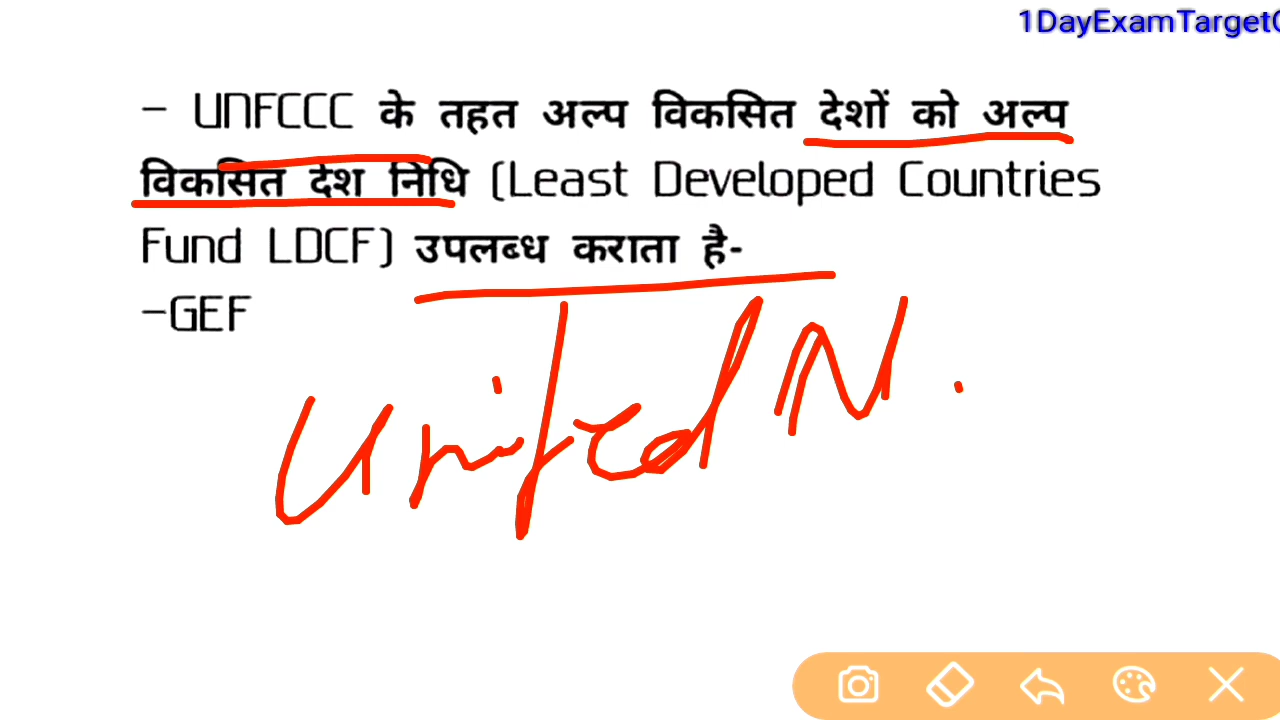 1DayExamTarget
- UNFCCC के तहत अल्प विकसित देशों को अल्प
विकसित देश निधि (Least Developed Countries
Fund LDCF) उपलब्ध कराता है-
-GEF
United N.